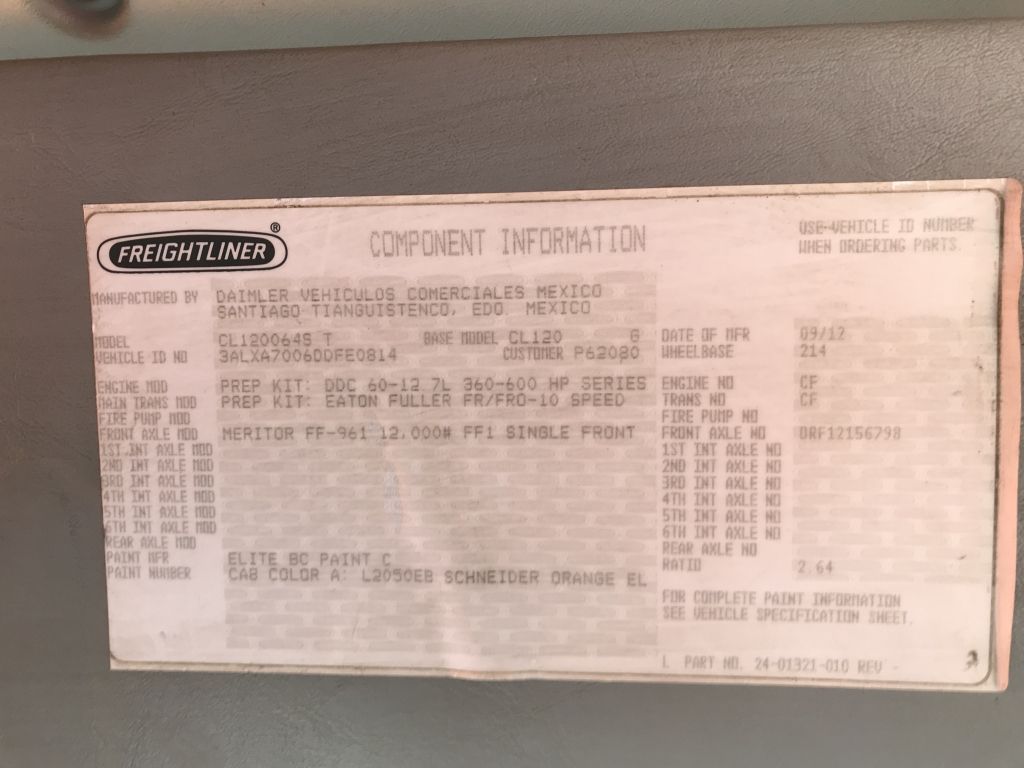 FREIGHTLINER®
COMPONENT INFORMATION
USE VEHICLE ID NUMBER
WHEN ORDERING PARTS.
MANUFACTURED BY DAIMLER VEHICULOS COMERCIALES MEXICO
SANTIAGO TIANGUISTENCO, EDO. MEXICO
MODEL CL120064S T BASE MODEL CL120 G DATE OF MFR 09/12
VEHICLE ID NO 3ALXA7006DDFE0814 CUSTOMER P62080 WHEELBASE 214
ENGINE MOD PREP KIT: DDC 60-12.7L 360-600 HP SERIES ENGINE NO CF
MAIN TRANS MOD PREP KIT: EATON FULLER FR/FRO-10 SPEED TRANS NO CF
FIRE PUMP MOD FIRE PUMP NO
FRONT AXLE MOD MERITOR FF-961 12,000# FF1 SINGLE FRONT FRONT AXLE NO DRF12156798
1ST INT AXLE MOD 1ST INT AXLE NO
2ND INT AXLE MOD 2ND INT AXLE NO
3RD INT AXLE MOD 3RD INT AXLE NO
4TH INT AXLE MOD 4TH INT AXLE NO
5TH INT AXLE MOD 5TH INT AXLE NO
6TH INT AXLE MOD 6TH INT AXLE NO
REAR AXLE MOD REAR AXLE NO
PAINT MFR ELITE BC PAINT C RATIO 2.64
PAINT NUMBER CAB COLOR A: L2050EB SCHNEIDER ORANGE EL
FOR COMPLETE PAINT INFORMATION
SEE VEHICLE SPECIFICATION SHEET.
L PART NO. 24-01321-010 REV -